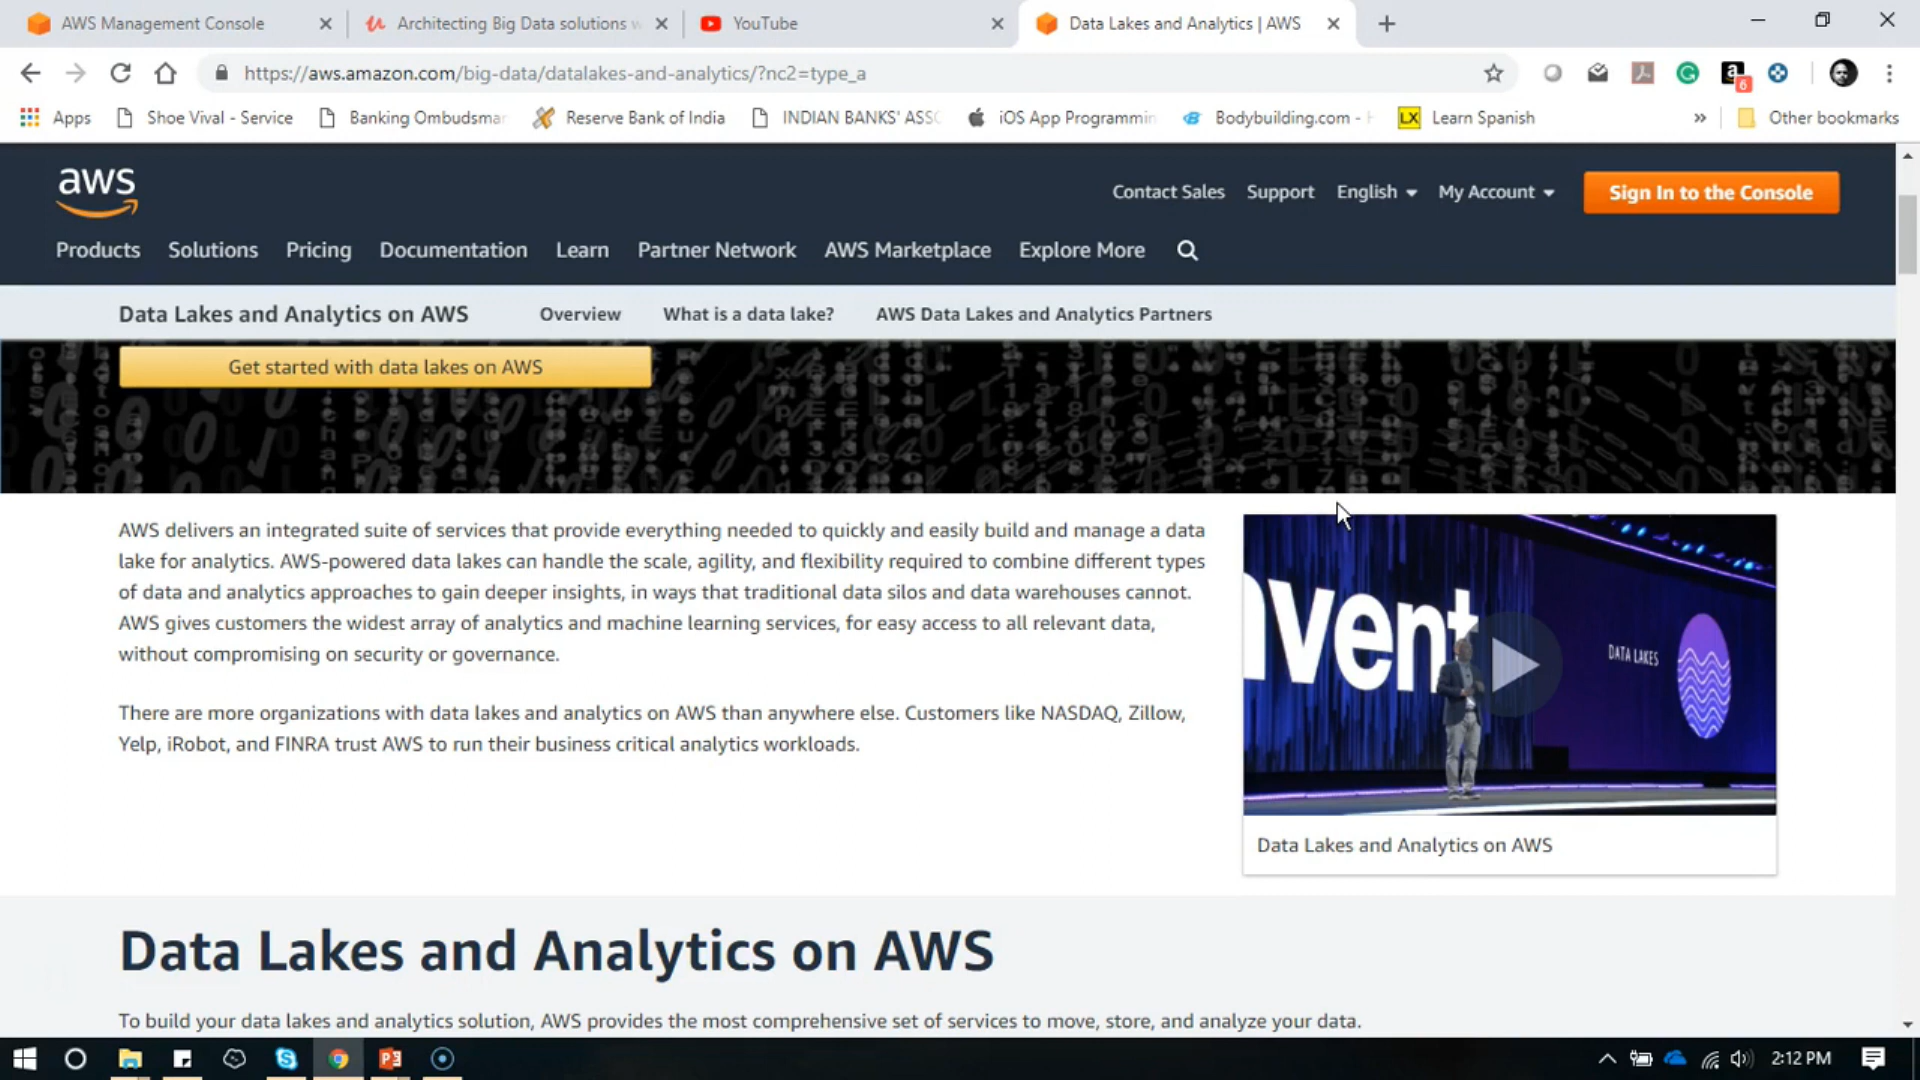 AWS Management Console
Architecting Big Data solutions w
YouTube
Data Lakes and Analytics | AWS
https://aws.amazon.com/big-data/datalakes-and-analytics/?nc2=type_a
6
Apps
Shoe Vival - Service
Banking Ombudsma
Reserve Bank of India
INDIAN BANKS' ASSO
iOS App Programmin
Bodybuilding.com -
LX Learn Spanish
» Other bookmarks
aws
Contact Sales
Support
English
My Account
Sign In to the Console
Products
Solutions
Pricing
Documentation
Learn
Partner Network
AWS Marketplace
Explore More
Data Lakes and Analytics on AWS
Overview
What is a data lake?
AWS Data Lakes and Analytics Partners
Get started with data lakes on AWS
AWS delivers an integrated suite of services that provide everything needed to quickly and easily build and manage a data
lake for analytics. AWS-powered data lakes can handle the scale, agility, and flexibility required to combine different types
of data and analytics approaches to gain deeper insights, in ways that traditional data silos and data warehouses cannot.
AWS gives customers the widest array of analytics and machine learning services, for easy access to all relevant data,
without compromising on security or governance.
There are more organizations with data lakes and analytics on AWS than anywhere else. Customers like NASDAQ, Zillow,
Yelp, iRobot, and FINRA trust AWS to run their business critical analytics workloads.
nvent
DATA LAKES
Data Lakes and Analytics on AWS
Data Lakes and Analytics on AWS
To build your data lakes and analytics solution, AWS provides the most comprehensive set of services to move, store, and analyze your data.
2:12 PM